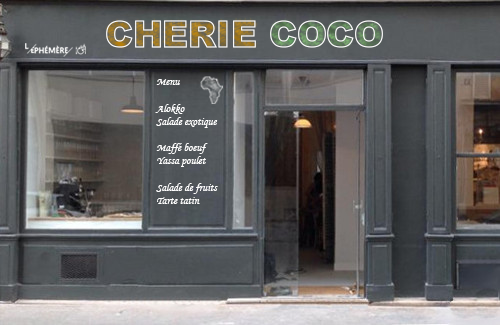 CHERIE COCO
L'ÉPHÉMÈRE
Menu
Alokko
Salade exotique
Maffé boeuf
Yassa poulet
Salade de fruits
Tarte tatin